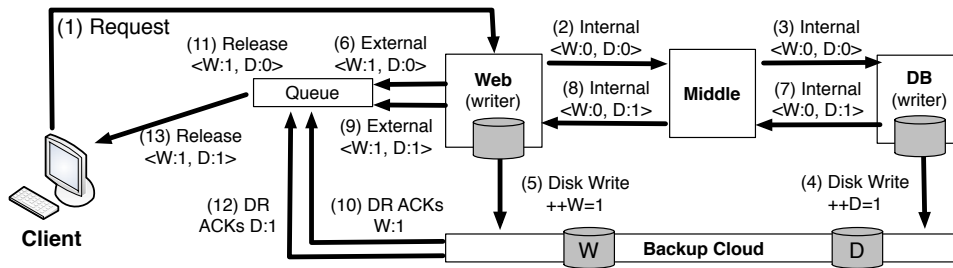 (1) Request
(11) Release
<W:1, D:0>
(6) External
<W:1, D:0>
(2) Internal
<W:0, D:0>
(3) Internal
<W:0, D:0>
Queue
Web
(writer)
(8) Internal
<W:0, D:1>
Middle
(7) Internal
<W:0, D:1>
DB
(writer)
(13) Release
<W:1, D:1>
(9) External
<W:1, D:1>
(5) Disk Write
++W=1
(4) Disk Write
++D=1
(12) DR
ACKs D:1
(10) DR ACKs
W:1
Client
W
Backup Cloud
D